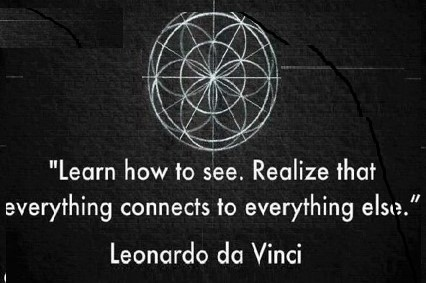 "Learn how to see. Realize that
everything connects to everything else.”
Leonardo da Vinci